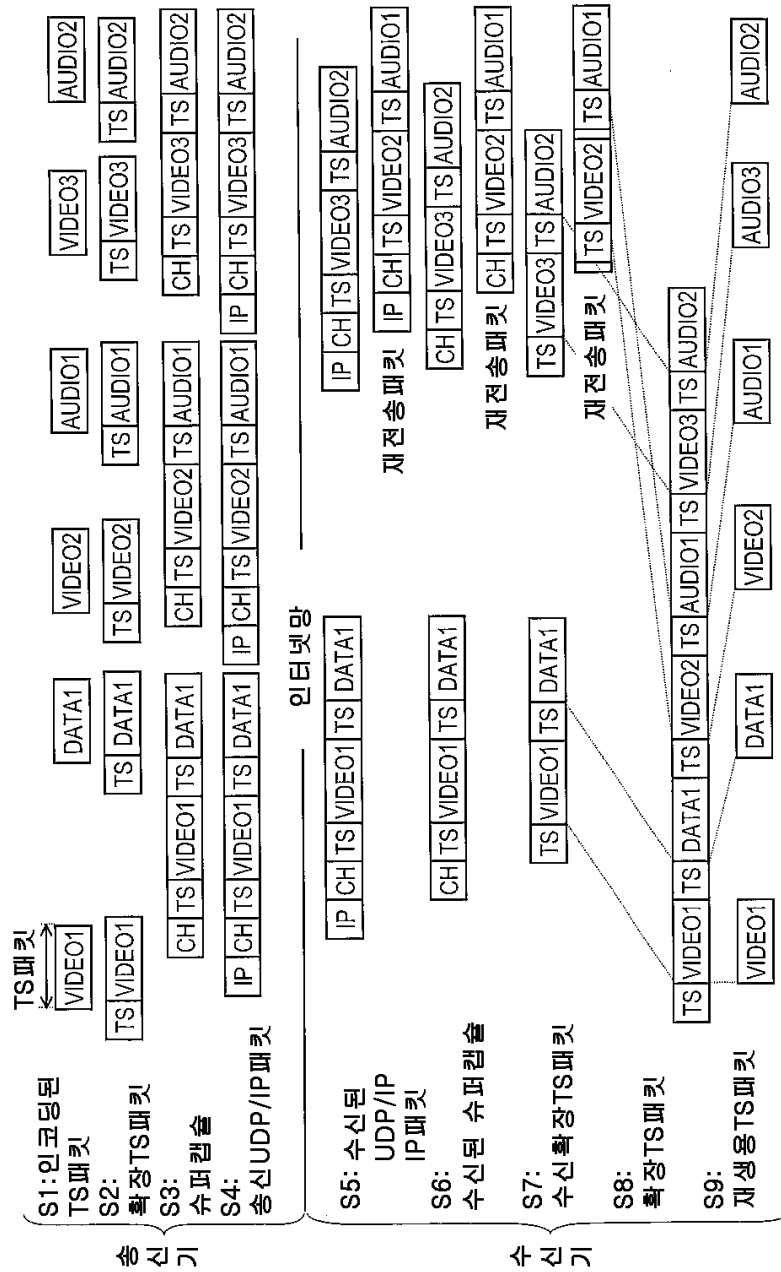 TS패킷
S1:인코딩된
TS패킷
VIDEO1 DATA1 VIDEO2 AUDIO1 VIDEO3 AUDIO2
S2:
확장TS패킷
TS VIDEO1 TS DATA1 TS VIDEO2 TS AUDIO1 TS VIDEO3 TS AUDIO2
S3:
슈퍼캡슐
CH TS VIDEO1 TS DATA1 CH TS VIDEO2 TS AUDIO1 CH TS VIDEO3 TS AUDIO2
S4:
송신UDP/IP패킷
IP CH TS VIDEO1 TS DATA1 IP CH TS VIDEO2 TS AUDIO1 IP CH TS VIDEO3 TS AUDIO2
송신기
인터넷망
S5: 수신된
UDP/IP
IP패킷
IP CH TS VIDEO1 TS DATA1 IP CH TS VIDEO3 TS AUDIO2
재전송패킷 IP CH TS VIDEO2 TS AUDIO1
S6:
수신된 슈퍼캡슐
CH TS VIDEO1 TS DATA1 CH TS VIDEO3 TS AUDIO2
재전송패킷 CH TS VIDEO2 TS AUDIO1
S7:
수신확장TS패킷
TS VIDEO1 TS DATA1 TS VIDEO3 TS AUDIO2
재전송패킷 TS VIDEO2 TS AUDIO1
S8:
확장TS패킷
TS VIDEO1 TS DATA1 TS VIDEO2 TS AUDIO1 TS VIDEO3 TS AUDIO2
S9:
재생용TS패킷
VIDEO1 DATA1 VIDEO2 AUDIO1 AUDIO3 AUDIO2
수신기